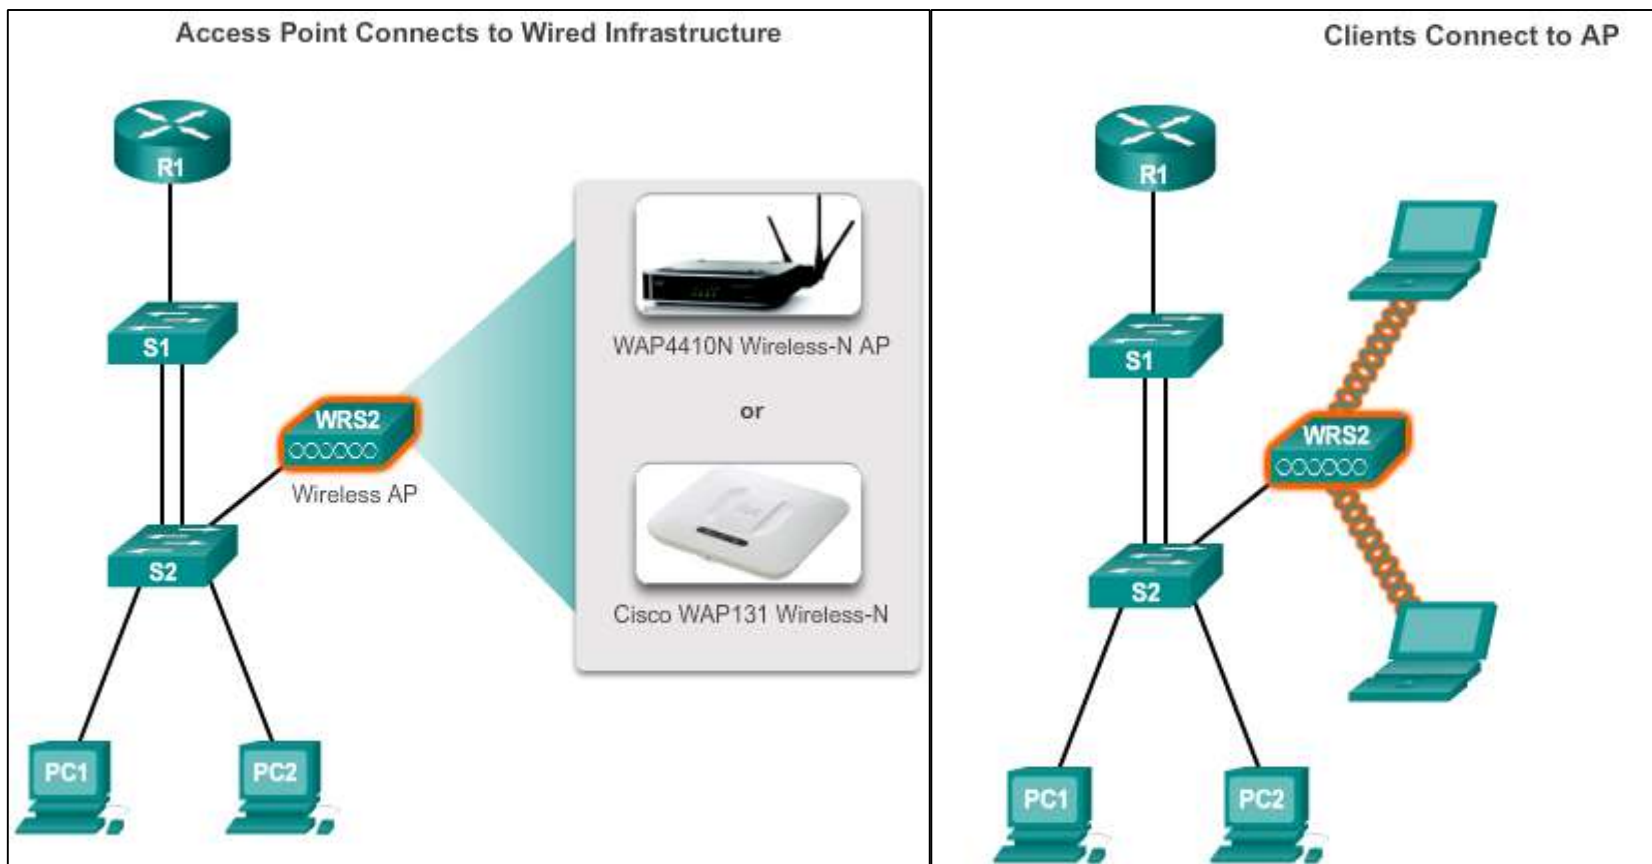 Access Point Connects to Wired Infrastructure
R1
S1
WRS2
Wireless AP
S2
PC1
PC2
WAP4410N Wireless-N AP
or
Cisco WAP131 Wireless-N
Clients Connect to AP
R1
S1
WRS2
S2
PC1
PC2